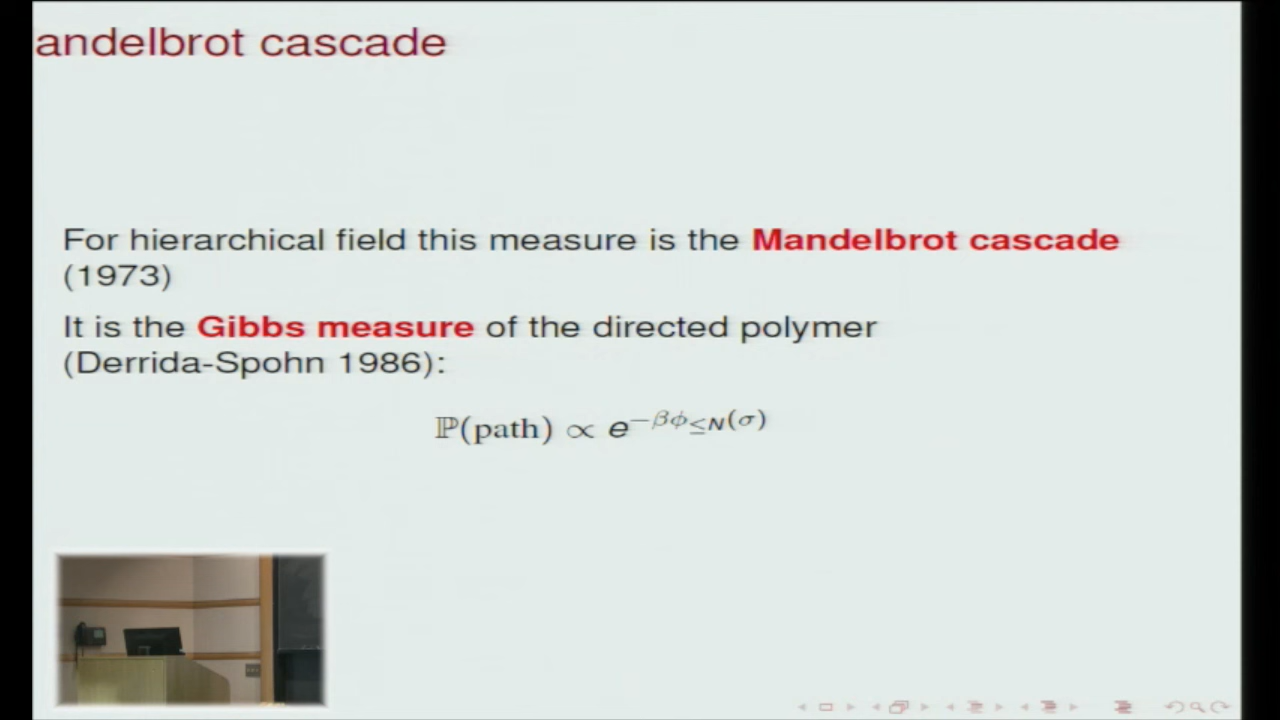 andelbrot cascade
For hierarchical field this measure is the Mandelbrot cascade
(1973)
It is the Gibbs measure of the directed polymer
(Derrida-Spohn 1986):
ℙ(path) ∝ e^{−βϕ_{≤N}(σ)}